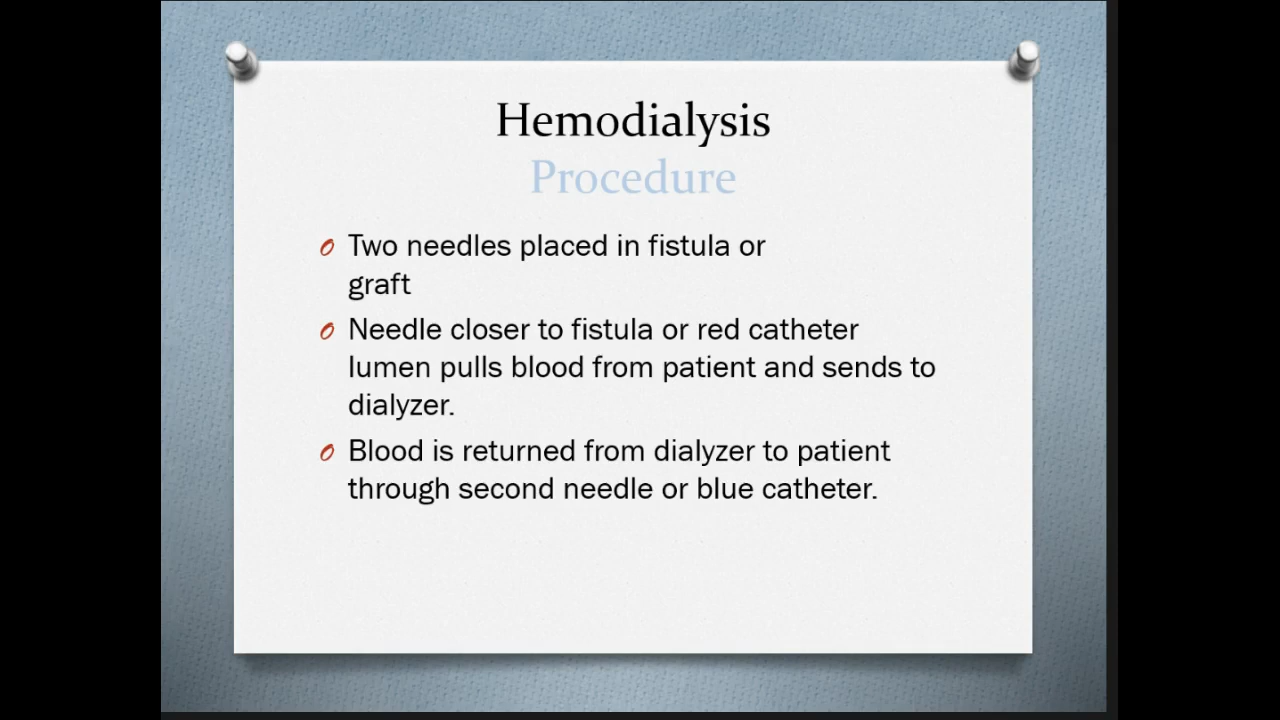 Hemodialysis
Procedure
Two needles placed in fistula or
graft
Needle closer to fistula or red catheter
lumen pulls blood from patient and sends to
dialyzer.
Blood is returned from dialyzer to patient
through second needle or blue catheter.